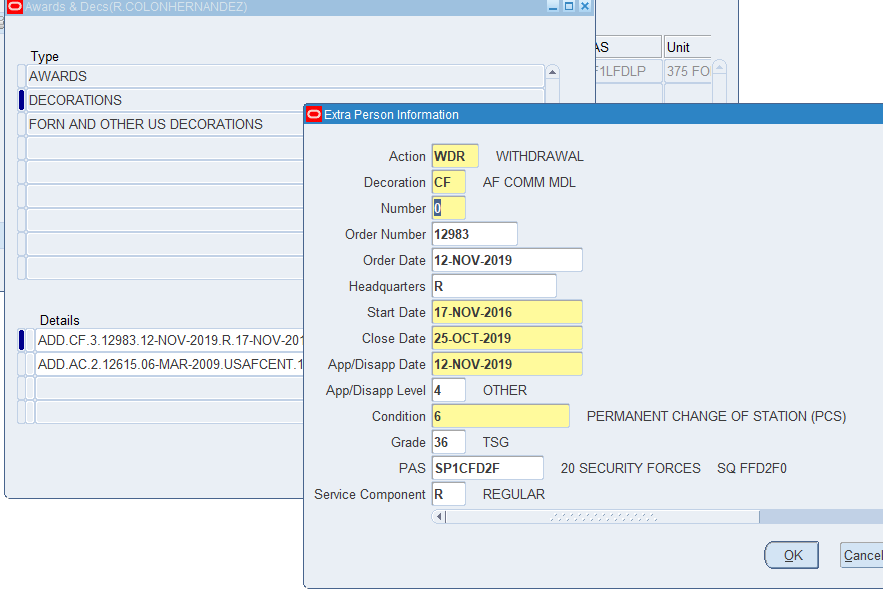 Awards & Decs(R.COLONHERNANDEZ)
Type
AWARDS
DECORATIONS
FORN AND OTHER US DECORATIONS
AS Unit
F1LFDLP 375 FO
Details
ADD.CF.3.12983.12-NOV-2019.R.17-NOV-201
ADD.AC.2.12615.06-MAR-2009.USAFCENT.1
Extra Person Information
Action WDR WITHDRAWAL
Decoration CF AF COMM MDL
Number 0
Order Number 12983
Order Date 12-NOV-2019
Headquarters R
Start Date 17-NOV-2016
Close Date 25-OCT-2019
App/Disapp Date 12-NOV-2019
App/Disapp Level 4 OTHER
Condition 6 PERMANENT CHANGE OF STATION (PCS)
Grade 36 TSG
PAS SP1CFD2F 20 SECURITY FORCES SQ FFD2F0
Service Component R REGULAR
OK Cancel